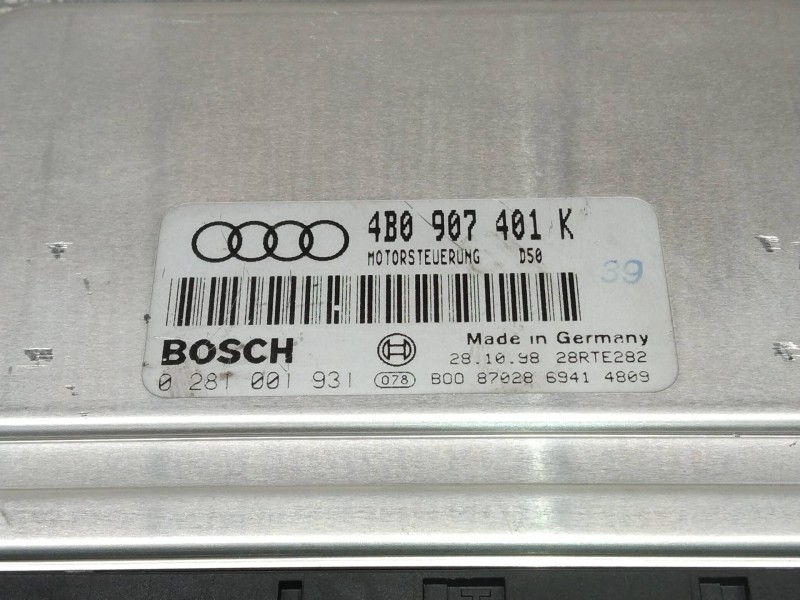 4B0 907 401 K
MOTORSTEUERUNG D50
39
BOSCH
Made in Germany
28.10.98 28RTE282
0 281 001 931 078 B00 87028 6941 4809